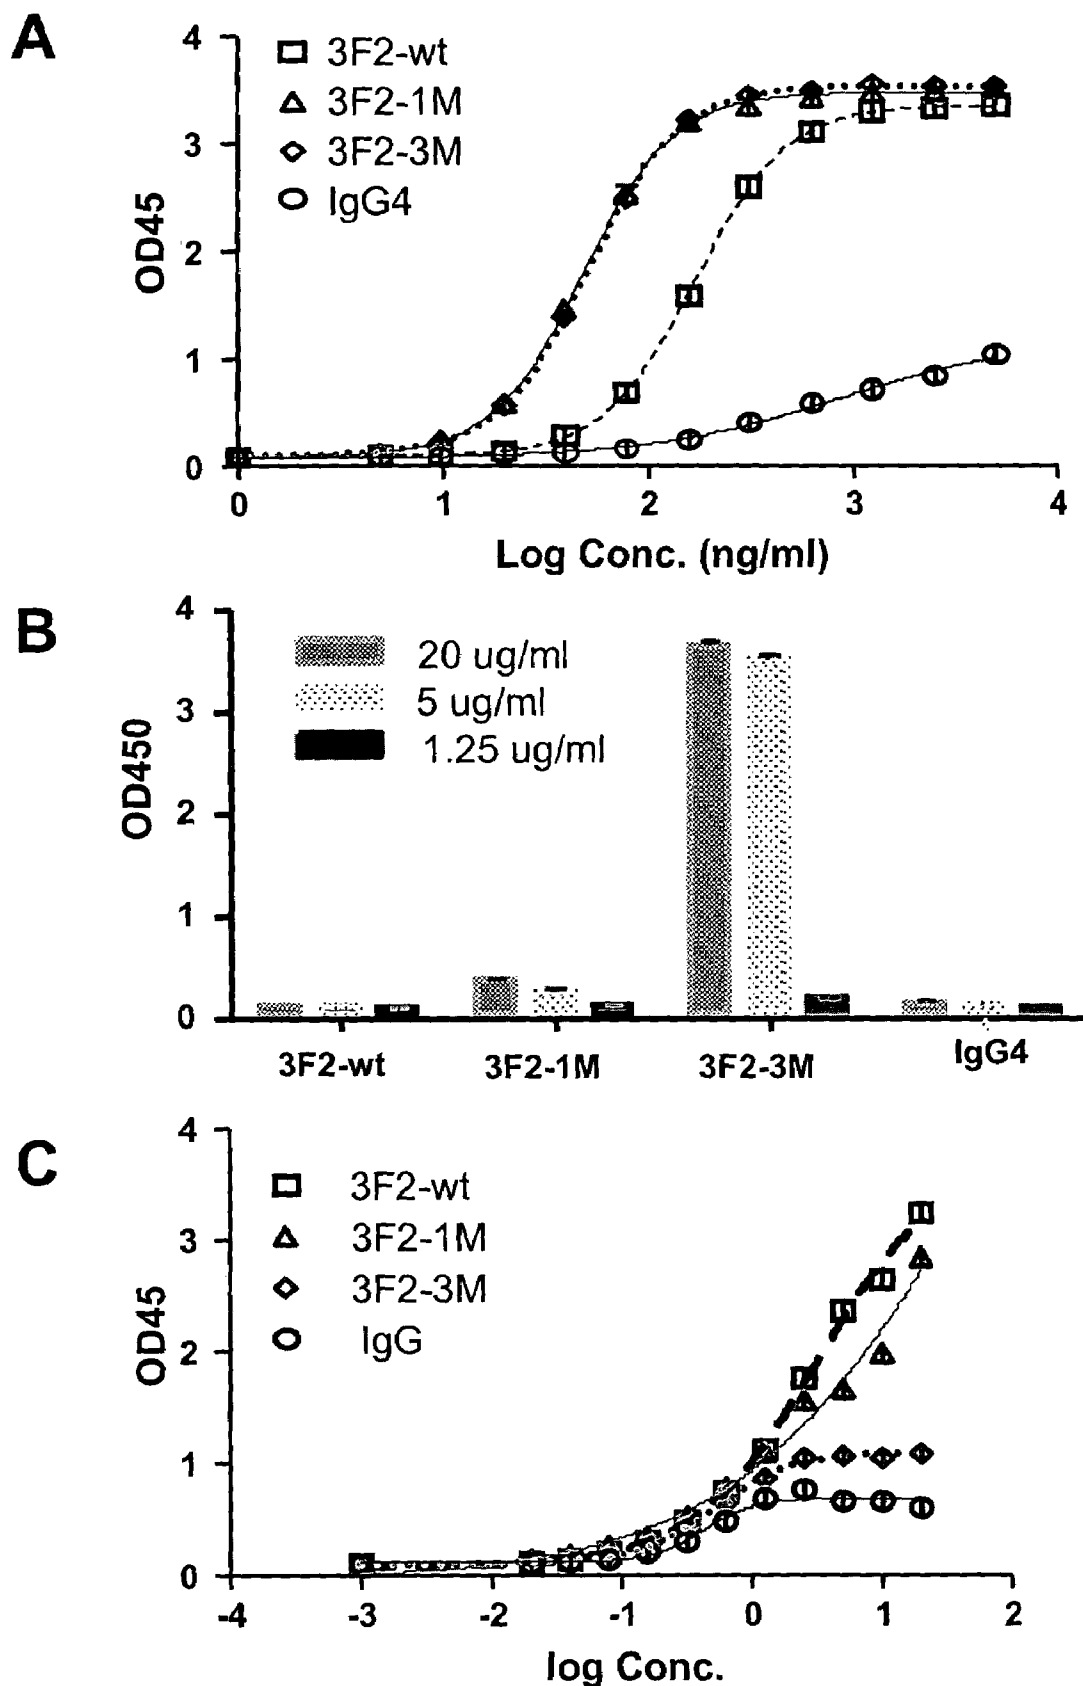 A
4
3
2
1
0
OD45
3F2-wt
3F2-1M
3F2-3M
IgG4
0 1 2 3 4
Log Conc. (ng/ml)
B
4
3
2
1
0
OD450
20 ug/ml
5 ug/ml
1.25 ug/ml
3F2-wt 3F2-1M 3F2-3M IgG4
C
4
3
2
1
0
OD45
3F2-wt
3F2-1M
3F2-3M
IgG
-4 -3 -2 -1 0 1 2
log Conc.